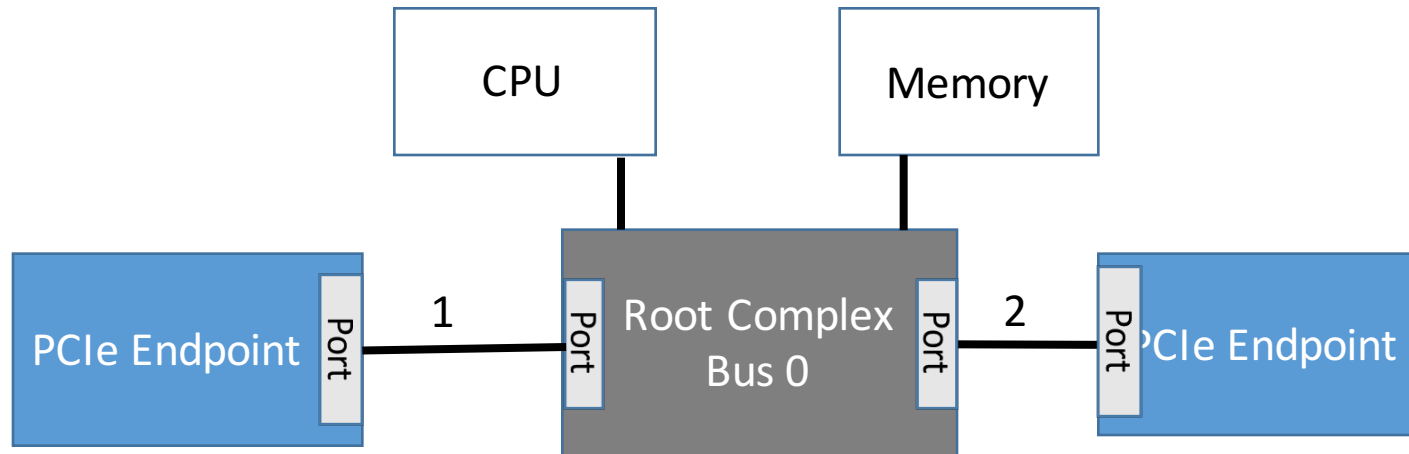 CPU
Memory
PCIe Endpoint
Port
1
Port
Root Complex
Bus 0
Port
2
Port
PCIe Endpoint